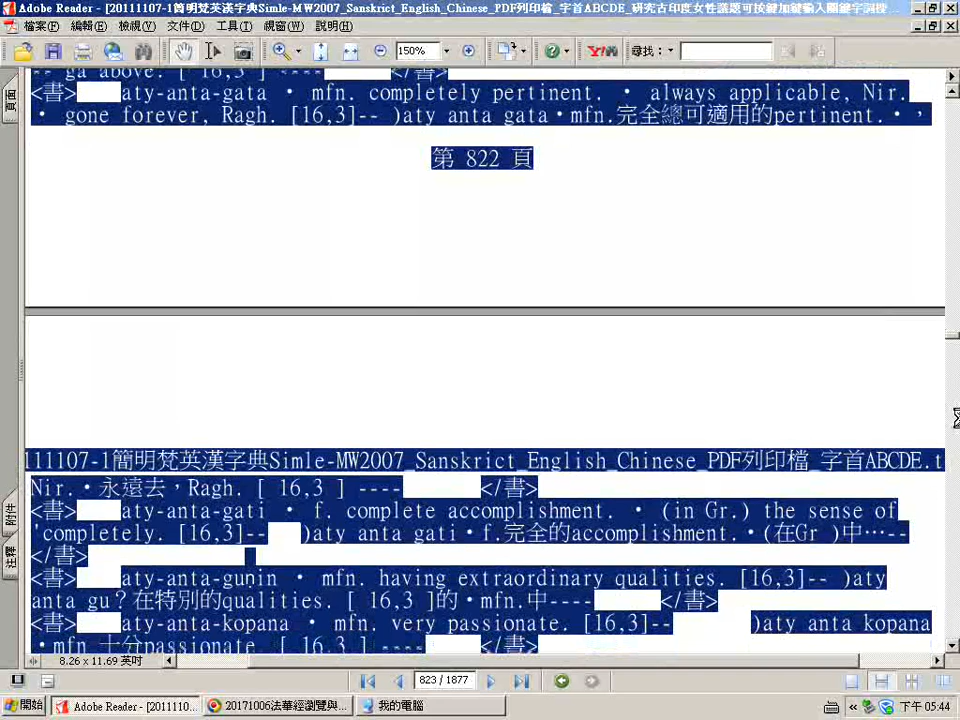 Adobe Reader - [20111107-1簡明梵英漢字典Simle-MW2007_Sanskrict_English_Chinese_PDF列印檔_字首ABCDE_研究古印度女性議題可按鍵加鍵輸入關鍵字詞搜
檔案(F) 編輯(E) 檢視(V) 文件(D) 工具(T) 視窗(W) 說明(H)
150% Y! 尋找：
頁面
-- ga above. [ 16,3 ] ---- </書>
<書> aty-anta-gata • mfn. completely pertinent. • always applicable, Nir.
• gone forever, Ragh. [16,3]-- )aty anta gata•mfn.完全總可適用的pertinent.•，
第 822 頁
111107-1簡明梵英漢字典Simle-MW2007_Sanskrict_English_Chinese_PDF列印檔_字首ABCDE.t
Nir.•永遠去，Ragh. [ 16,3 ] ---- </書>
<書> aty-anta-gati • f. complete accomplishment. • (in Gr.) the sense of
'completely. [16,3]-- )aty anta gati•f.完全的accomplishment.•(在Gr )中…--
</書>
<書> aty-anta-gunin • mfn. having extraordinary qualities. [16,3]-- )aty
anta gu？在特別的qualities. [ 16,3 ]的•mfn.中---- </書>
<書> aty-anta-kopana • mfn. very passionate. [16,3]-- )aty anta kopana
•mfn 十分passionate. [ 16,3 ] ---- </書>
附件
注釋
8.26 x 11.69 英吋
823 / 1877
開始 Adobe Reader - [2011110... 20171006法華經瀏覽與... 我的電腦 下午 05:44